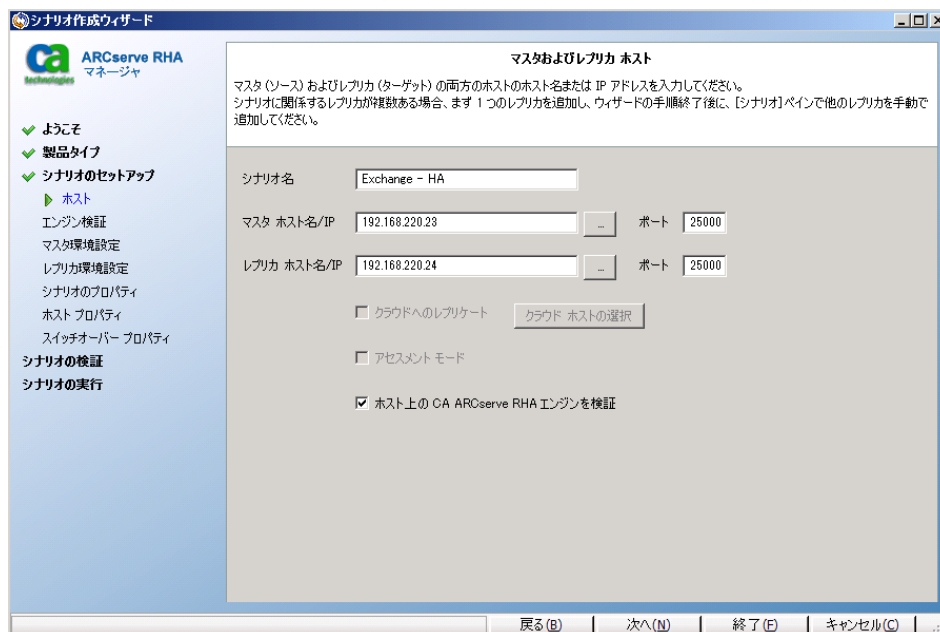 シナリオ作成ウィザード
ca
technologies
ARCserve RHA
マネージャ
ようこそ
製品タイプ
シナリオのセットアップ
ホスト
エンジン検証
マスタ環境設定
レプリカ環境設定
シナリオのプロパティ
ホスト プロパティ
スイッチオーバー プロパティ
シナリオの検証
シナリオの実行
マスタおよびレプリカ ホスト
マスタ (ソース) およびレプリカ (ターゲット) の両方のホストのホスト名または IP アドレスを入力してください。
シナリオに関係するレプリカが複数ある場合、まず 1 つのレプリカを追加し、ウィザードの手順終了後に、[シナリオ] ペインで他のレプリカを手動で
追加してください。
シナリオ名 Exchange - HA
マスタ ホスト名/IP 192.168.220.23 ... ポート 25000
レプリカ ホスト名/IP 192.168.220.24 ... ポート 25000
クラウドへのレプリケート クラウド ホストの選択
アセスメント モード
ホスト上の CA ARCserve RHA エンジンを検証
戻る(B) 次へ(N) 終了(F) キャンセル(C)